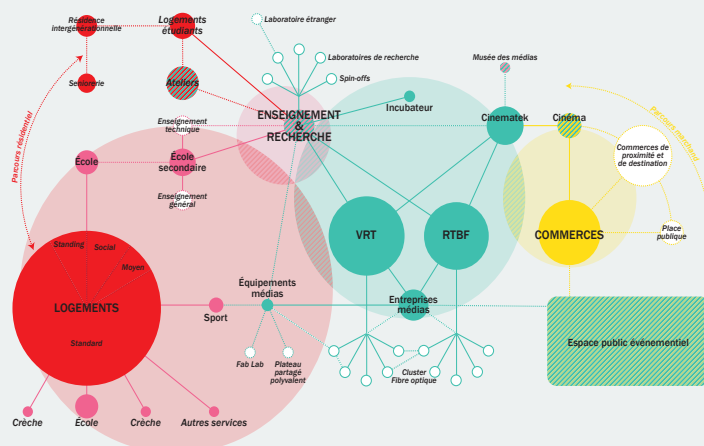 Résidence
intergénérationnelle
Logements
étudiants
Laboratoire étranger
Laboratoires de recherche
Spin-offs
Musée des médias
Seniorerie
Ateliers
Incubateur
ENSEIGNEMENT
&
RECHERCHE
Cinematek
Cinéma
Parcours résidentiel
Parcours marchand
Enseignement
technique
École
École
secondaire
Enseignement
général
Commerces de
proximité et
de destination
Place
publique
VRT
RTBF
COMMERCES
Standing
Social
Moyen
LOGEMENTS
Standard
Équipements
médias
Sport
Entreprises
médias
Espace public événementiel
Fab Lab
Plateau
partagé
polyvalent
Cluster
Fibre optique
Crèche
École
Crèche
Autres services